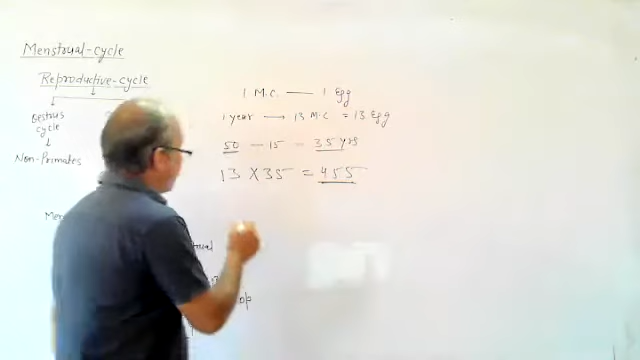 Menstrual-cycle
Reproductive-cycle
Oestrus
cycle
Non-Primates
1 M.C. — 1 Egg
1 year → 13 M.C = 13 Egg
50 - 15 = 35 yrs
13 X 35 = 455